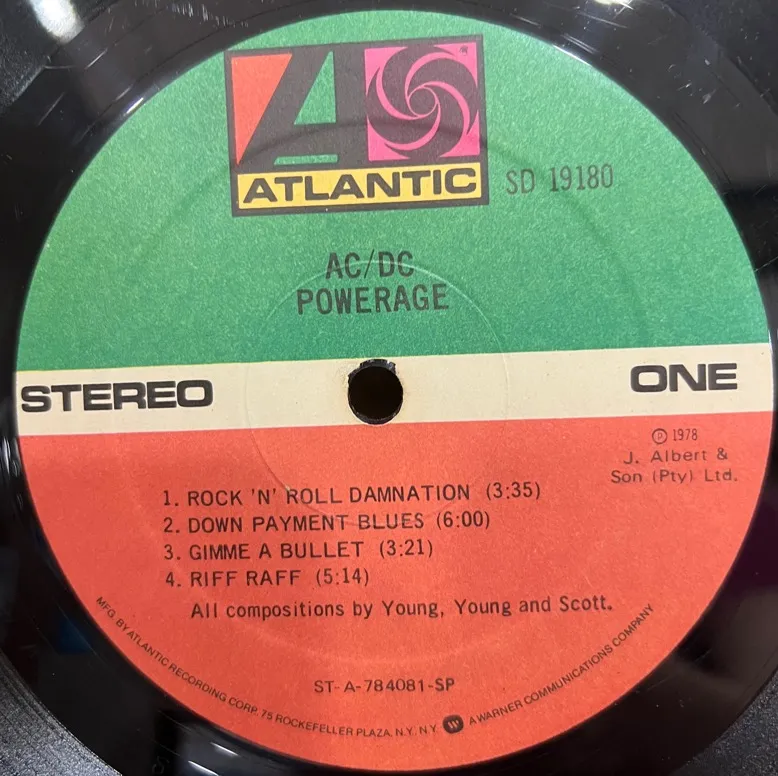 ATLANTIC
SD 19180
AC/DC
POWERAGE
STEREO
ONE
Ⓟ 1978
J. Albert &
Son (Pty) Ltd.
1. ROCK 'N' ROLL DAMNATION (3:35)
2. DOWN PAYMENT BLUES (6:00)
3. GIMME A BULLET (3:21)
4. RIFF RAFF (5:14)
All compositions by Young, Young and Scott.
ST-A-784081-SP
MFG. BY ATLANTIC RECORDING CORP. 75 ROCKEFELLER PLAZA, N.Y. N.Y. A WARNER COMMUNICATIONS COMPANY